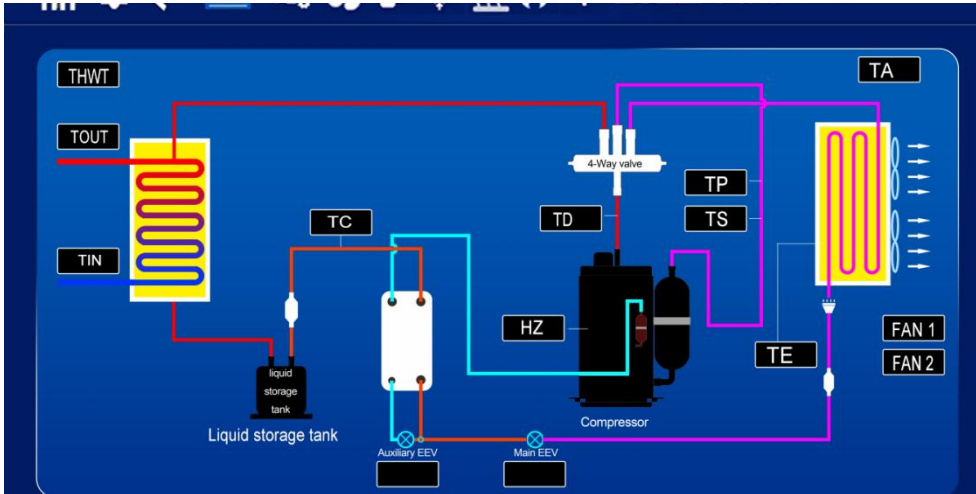 THWT
TA
TOUT
4-Way valve
TP
TC
TD
TS
TIN
HZ
FAN 1
TE
FAN 2
liquid
storage
tank
Compressor
Liquid storage tank
Auxiliary EEV
Main EEV